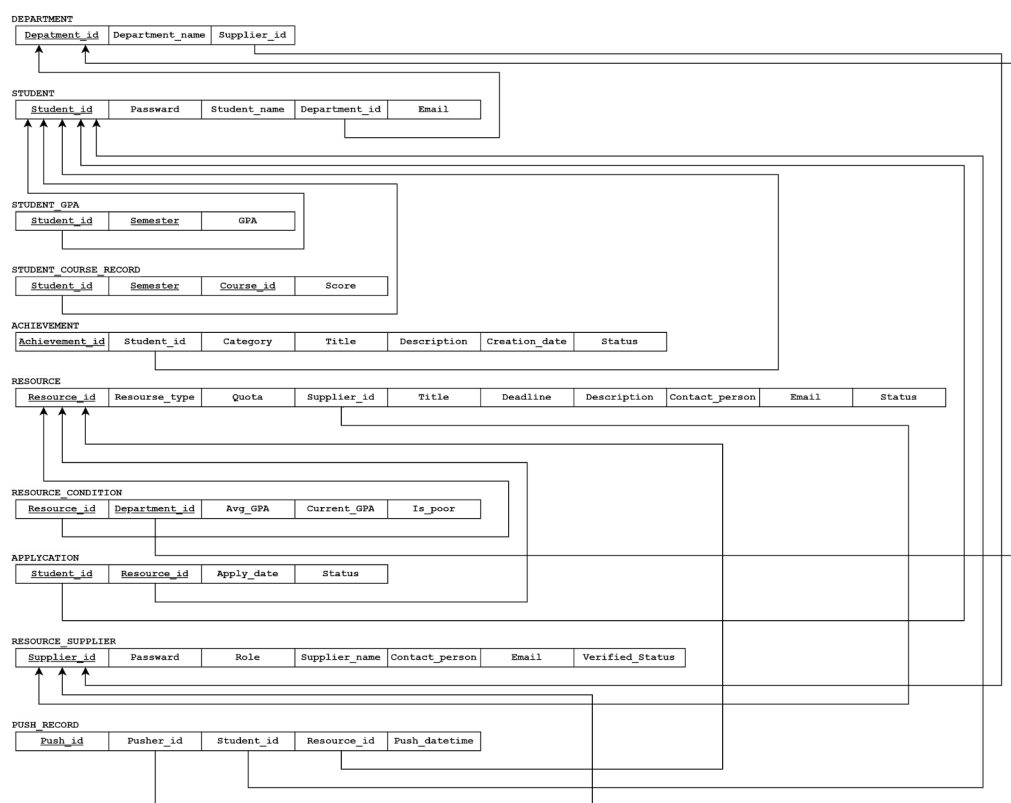 DEPARTMENT
Depatment_id Department_name Supplier_id
STUDENT
Student_id Passward Student_name Department_id Email
STUDENT_GPA
Student_id Semester GPA
STUDENT_COURSE_RECORD
Student_id Semester Course_id Score
ACHIEVEMENT
Achievement_id Student_id Category Title Description Creation_date Status
RESOURCE
Resource_id Resourse_type Quota Supplier_id Title Deadline Description Contact_person Email Status
RESOURCE_CONDITION
Resource_id Department_id Avg_GPA Current_GPA Is_poor
APPLYCATION
Student_id Resource_id Apply_date Status
RESOURCE_SUPPLIER
Supplier_id Password Role Supplier_name Contact_person Email Verified_Status
PUSH_RECORD
Push_id Pusher_id Student_id Resource_id Push_datetime